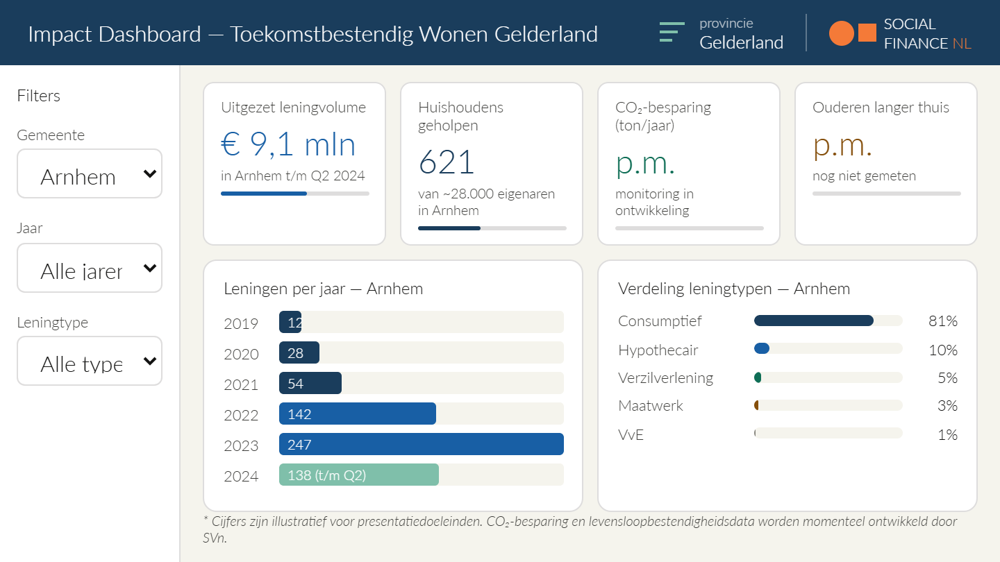 Impact Dashboard — Toekomstbestendig Wonen Gelderland
provincie
Gelderland
SOCIAL
FINANCE NL
Filters
Gemeente
Arnhem
Jaar
Alle jaren
Leningtype
Alle type
Uitgezet leningvolume
€ 9,1 mln
in Arnhem t/m Q2 2024
Huishoudens
geholpen
621
van ~28.000 eigenaren
in Arnhem
CO₂-besparing
(ton/jaar)
p.m.
monitoring in
ontwikkeling
Ouderen langer thuis
p.m.
nog niet gemeten
Leningen per jaar — Arnhem
2019 12
2020 28
2021 54
2022 142
2023 247
2024 138 (t/m Q2)
Verdeling leningtypen — Arnhem
Consumptief 81%
Hypothecair 10%
Verzilverlening 5%
Maatwerk 3%
VvE 1%
* Cijfers zijn illustratief voor presentatiedoeleinden. CO₂-besparing en levensloopbestendigheidsdata worden momenteel ontwikkeld door
SVn.